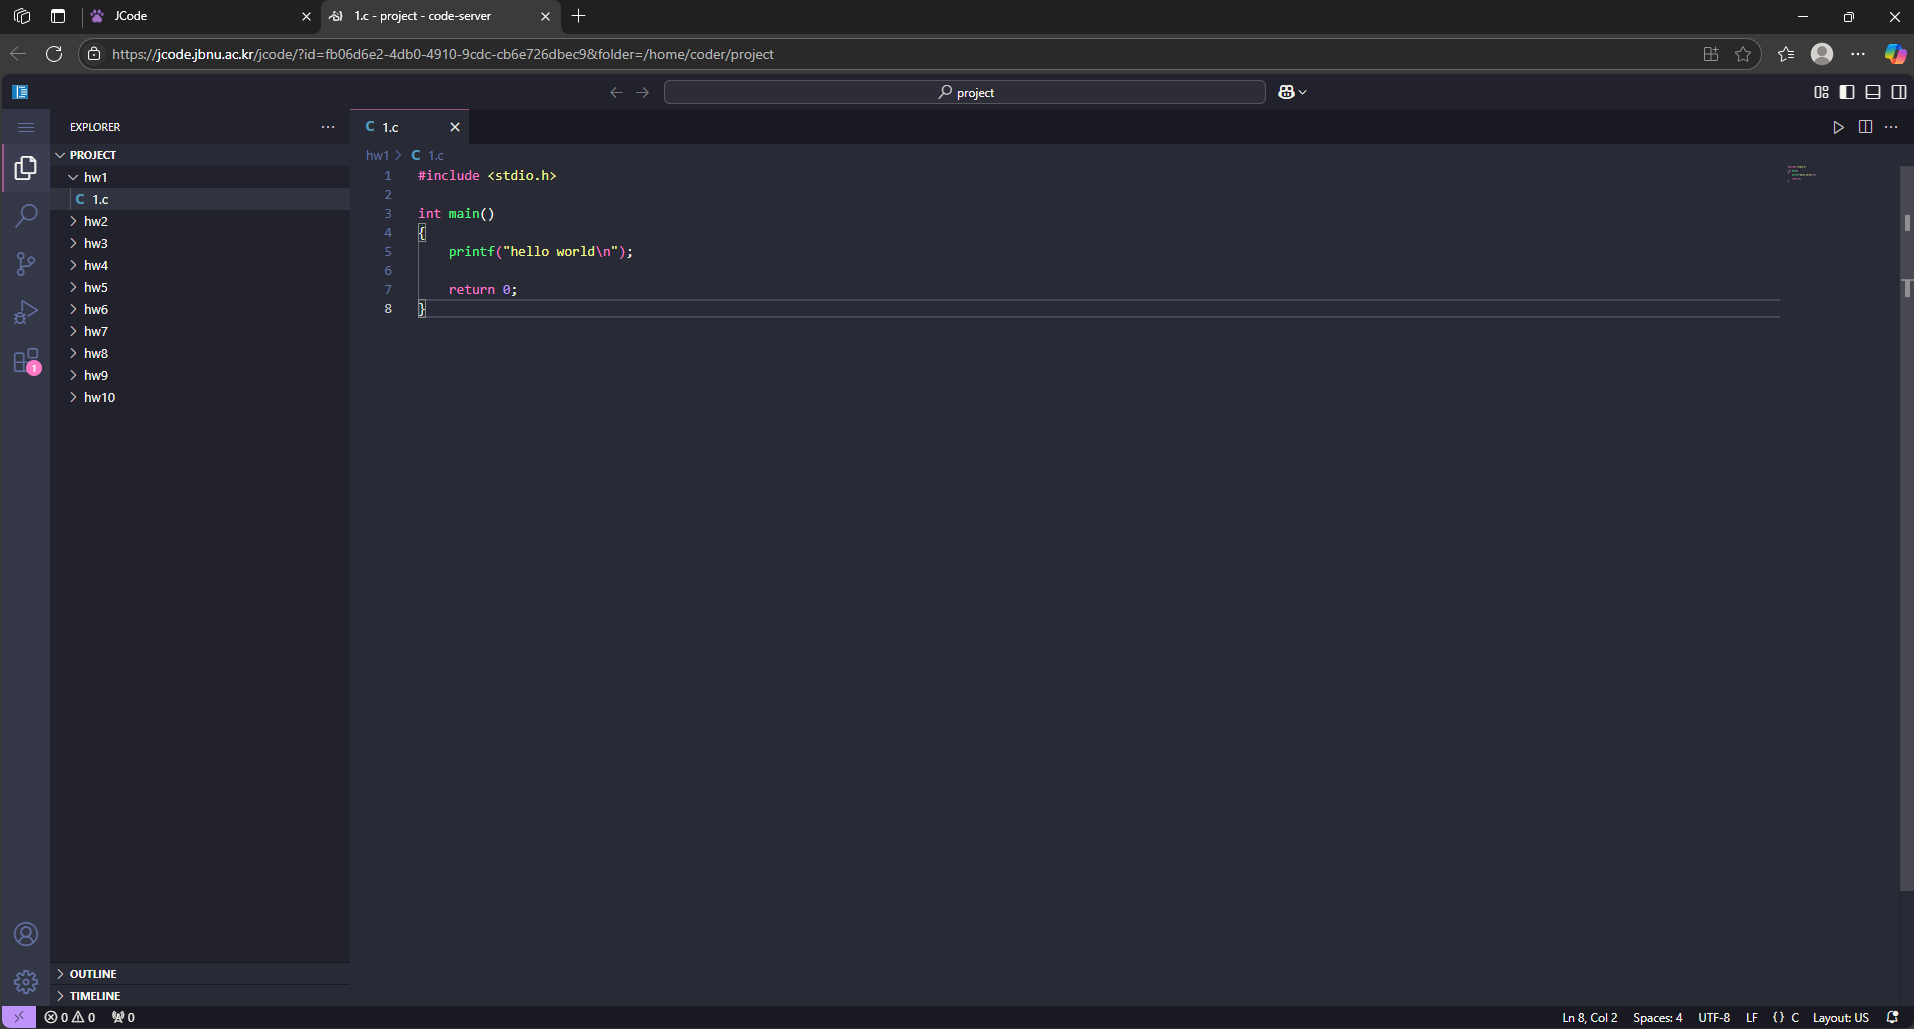 JCode
1.c - project - code-server
https://jcode.jbnu.ac.kr/jcode/?id=fb06d6e2-4db0-4910-9cdc-cb6e726dbec9&folder=/home/coder/project
project
EXPLORER
PROJECT
hw1
C 1.c
hw2
hw3
hw4
hw5
hw6
hw7
hw8
hw9
hw10
1
OUTLINE
TIMELINE
C 1.c
hw1 > C 1.c
1 #include <stdio.h>
2
3 int main()
4 {
5     printf("hello world\n");
6
7     return 0;
8 }
0 0 0
Ln 8, Col 2 Spaces: 4 UTF-8 LF {} C Layout: US